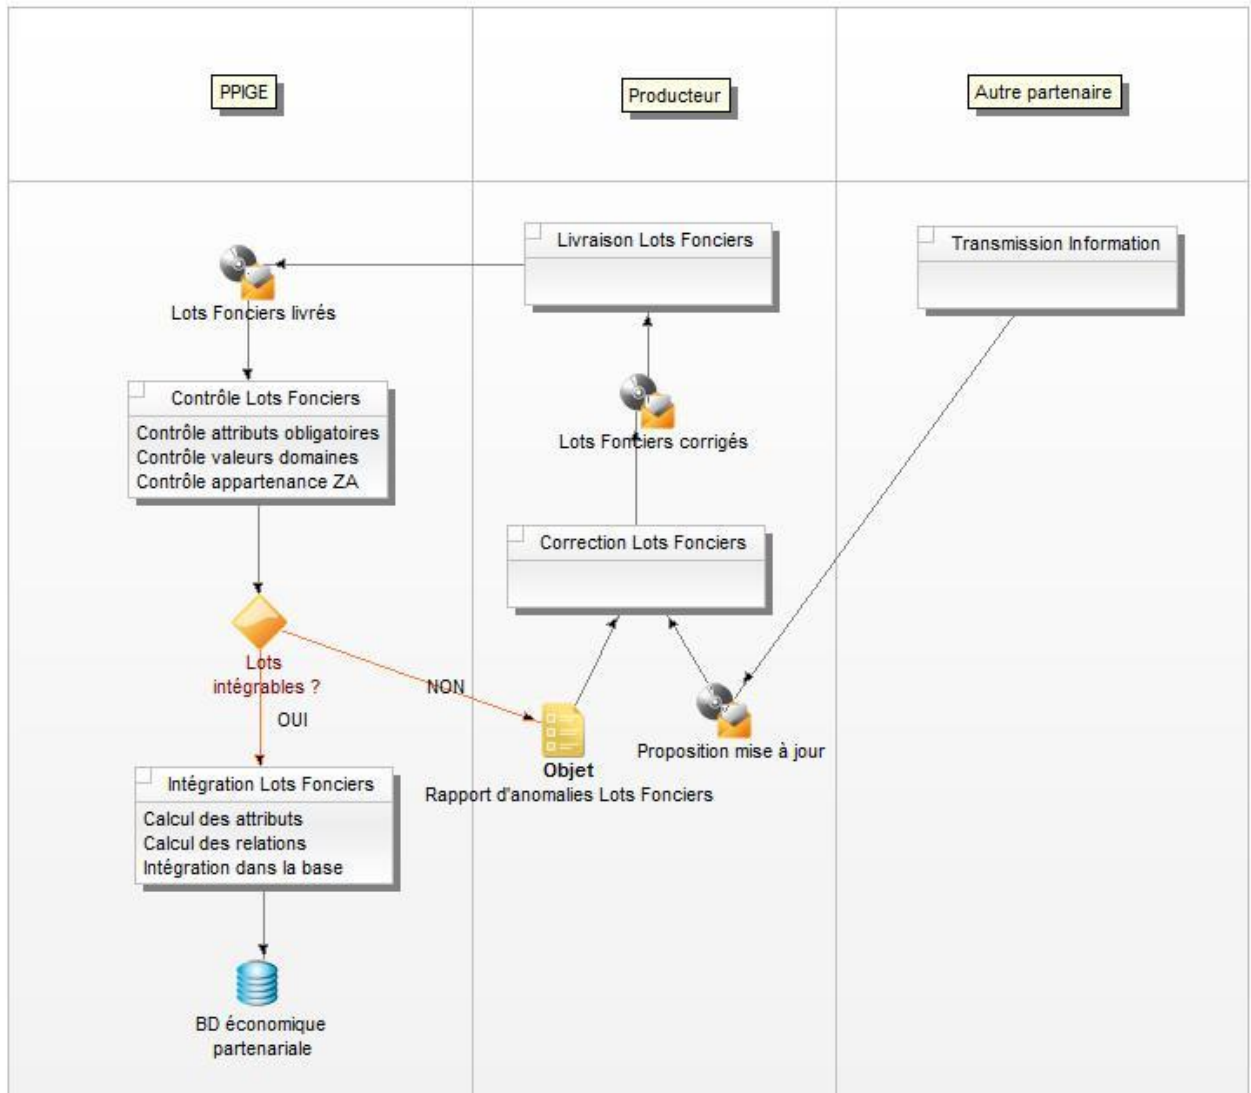 PPIGE
Producteur
Autre partenaire
Livraison Lots Fonciers
Transmission Information
Lots Fonciers livrés
Contrôle Lots Fonciers
Contrôle attributs obligatoires
Contrôle valeurs domaines
Contrôle appartenance ZA
Lots Fonciers corrigés
Correction Lots Fonciers
Lots
intégrables ?
NON
OUI
Objet
Rapport d'anomalies Lots Fonciers
Proposition mise à jour
Intégration Lots Fonciers
Calcul des attributs
Calcul des relations
Intégration dans la base
BD économique
partenariale